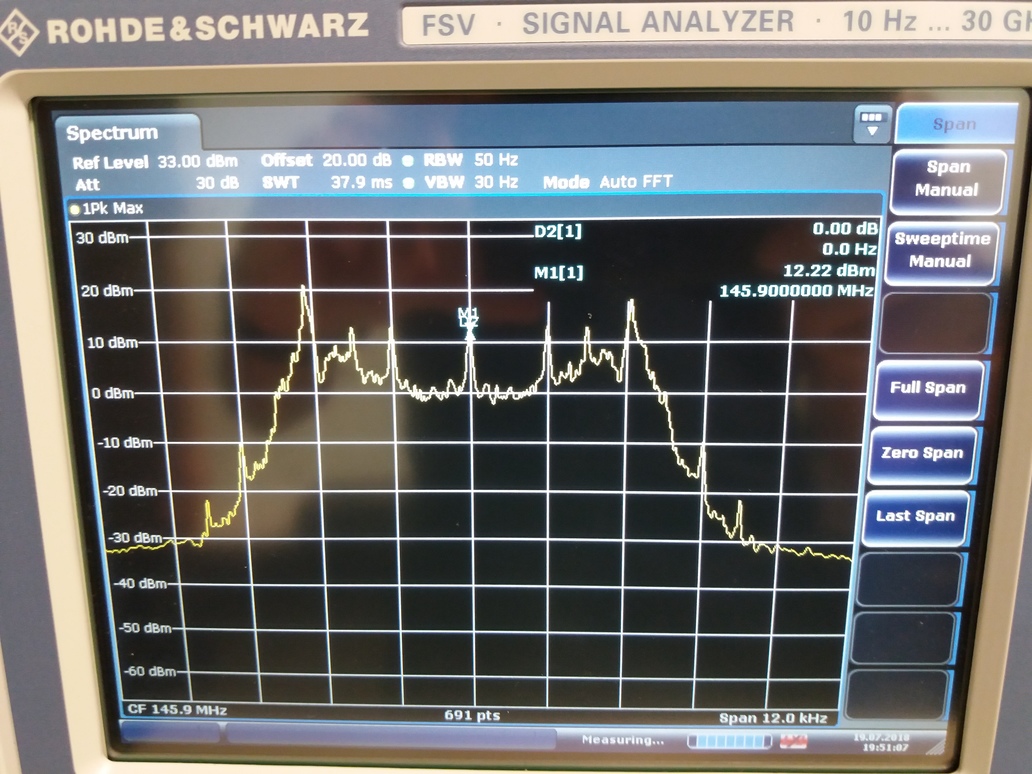 ROHDE&SCHWARZ
FSV · SIGNAL ANALYZER · 10 Hz ... 30 GH
Spectrum
Ref Level 33.00 dBm Offset 20.00 dB RBW 50 Hz
Att 30 dB SWT 37.9 ms VBW 30 Hz Mode Auto FFT
1Pk Max
D2[1] 0.00 dB
0.0 Hz
M1[1] 12.22 dBm
145.9000000 MHz
30 dBm
20 dBm
M1
D2
10 dBm
0 dBm
-10 dBm
-20 dBm
-30 dBm
-40 dBm
-50 dBm
-60 dBm
CF 145.9 MHz 691 pts Span 12.0 kHz
Measuring...
19.07.2018
19:51:07
Span
Span
Manual
Sweeptime
Manual
Full Span
Zero Span
Last Span